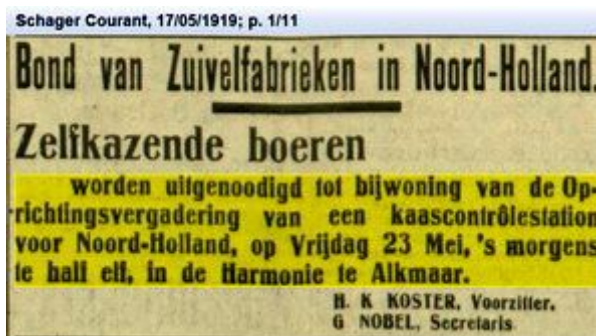 Schager Courant, 17/05/1919; p. 1/11
Bond van Zuivelfabrieken in Noord-Holland.
Zelfkazende boeren
worden uitgenoodigd tot bijwoning van de Op-
richtingsvergadering van een kaascontrôlestation
voor Noord-Holland, op Vrijdag 23 Mei, 's morgens
te half elf, in de Harmonie te Alkmaar.
H. K KOSTER, Voorzitter.
G NOBEL, Secretaris